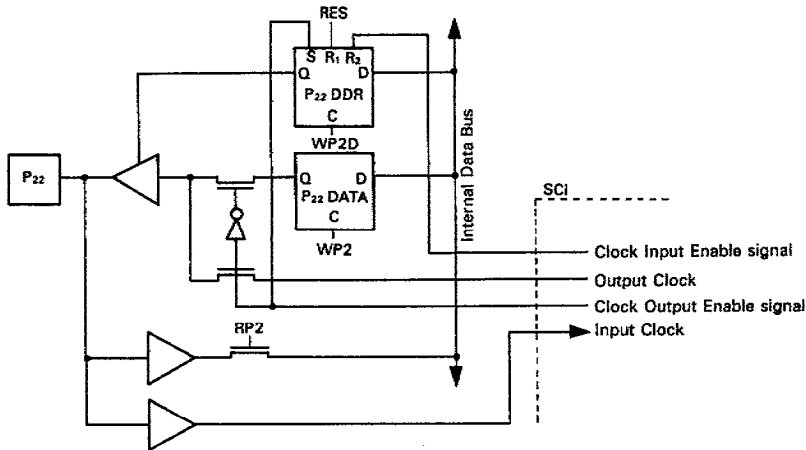 RES
S R₁ R₂
Q D
P₂₂ DDR
C
WP2D
P₂₂
Q D
P₂₂ DATA
C
WP2
Internal Data Bus
SCi
Clock Input Enable signal
Output Clock
Clock Output Enable signal
Input Clock
RP2